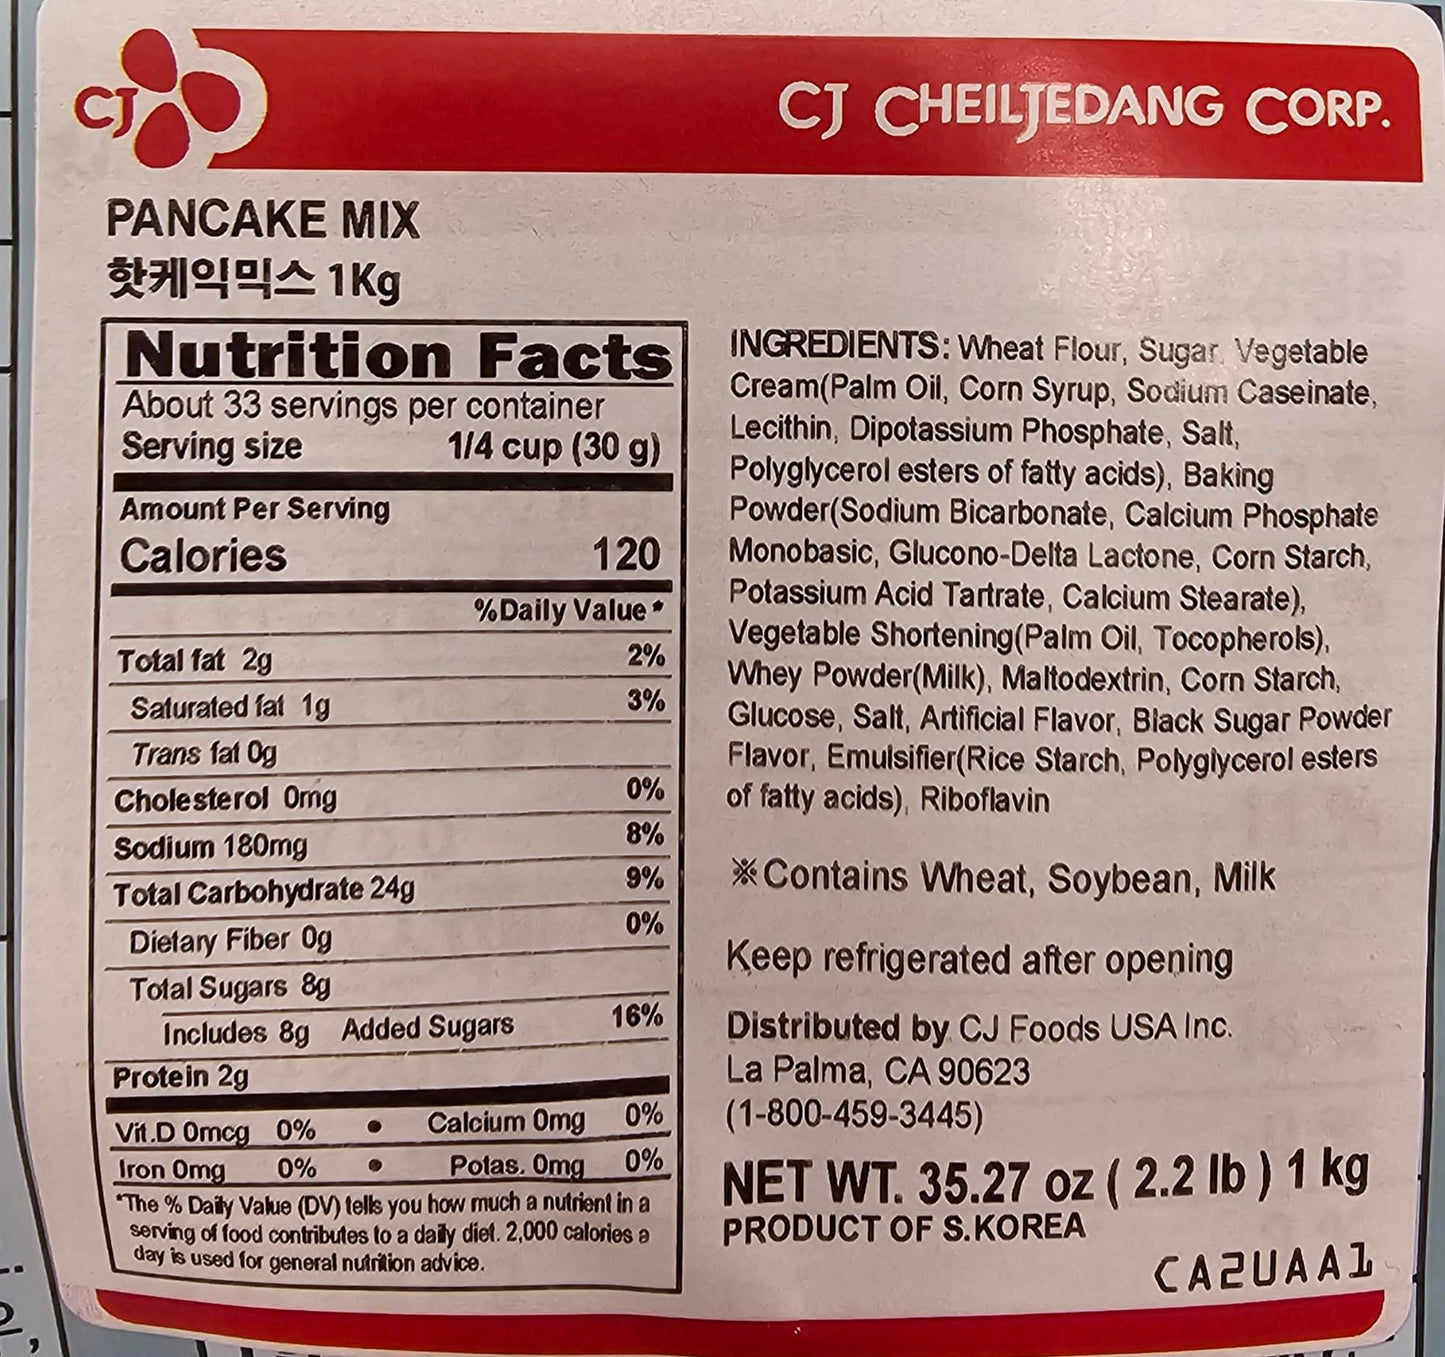 CJ
CJ CHEILJEDANG CORP.
PANCAKE MIX
핫케익믹스 1Kg
Nutrition Facts
About 33 servings per container
Serving size 1/4 cup (30 g)
Amount Per Serving
Calories 120
%Daily Value*
Total fat 2g 2%
Saturated fat 1g 3%
Trans fat 0g
Cholesterol 0mg 0%
Sodium 180mg 8%
Total Carbohydrate 24g 9%
Dietary Fiber 0g 0%
Total Sugars 8g
Includes 8g Added Sugars 16%
Protein 2g
Vit.D 0mcg 0% • Calcium 0mg 0%
Iron 0mg 0% • Potas. 0mg 0%
*The % Daily Value (DV) tells you how much a nutrient in a
serving of food contributes to a daily diet. 2,000 calories a
day is used for general nutrition advice.
INGREDIENTS: Wheat Flour, Sugar, Vegetable
Cream(Palm Oil, Corn Syrup, Sodium Caseinate,
Lecithin, Dipotassium Phosphate, Salt,
Polyglycerol esters of fatty acids), Baking
Powder(Sodium Bicarbonate, Calcium Phosphate
Monobasic, Glucono-Delta Lactone, Corn Starch,
Potassium Acid Tartrate, Calcium Stearate),
Vegetable Shortening(Palm Oil, Tocopherols),
Whey Powder(Milk), Maltodextrin, Corn Starch,
Glucose, Salt, Artificial Flavor, Black Sugar Powder
Flavor, Emulsifier(Rice Starch, Polyglycerol esters
of fatty acids), Riboflavin
※Contains Wheat, Soybean, Milk
Keep refrigerated after opening
Distributed by CJ Foods USA Inc.
La Palma, CA 90623
(1-800-459-3445)
NET WT. 35.27 oz ( 2.2 lb ) 1 kg
PRODUCT OF S.KOREA
CA2UAA1